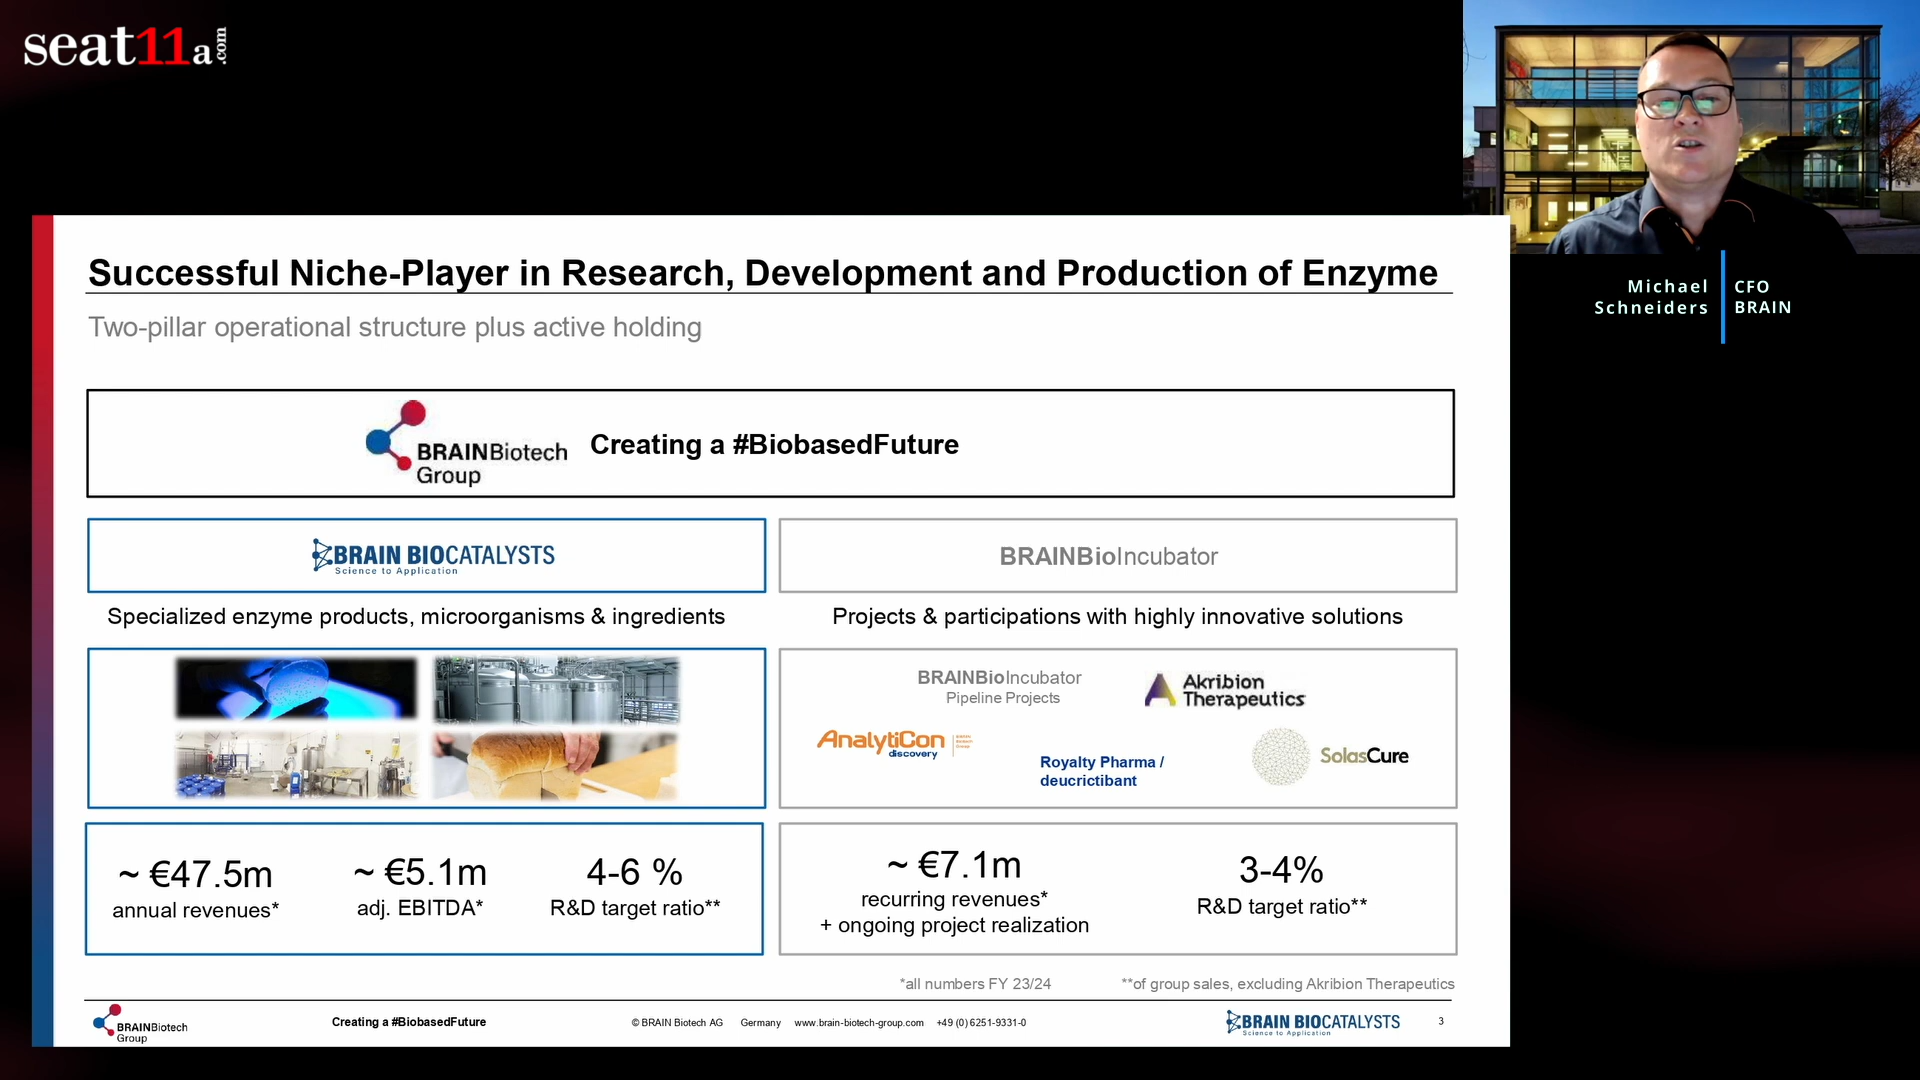 seat11a.com
Michael Schneiders
CFO BRAIN
Successful Niche-Player in Research, Development and Production of Enzyme
Two-pillar operational structure plus active holding
BRAINBiotech
Group
Creating a #BiobasedFuture
BRAIN BIOCATALYSTS
Science to Application
BRAINBioIncubator
Specialized enzyme products, microorganisms & ingredients
Projects & participations with highly innovative solutions
BRAINBioIncubator
Pipeline Projects
Akribion
Therapeutics
AnalytiCon
discovery
Royalty Pharma /
deucrictibant
SolasCure
~ €47.5m
annual revenues*
~ €5.1m
adj. EBITDA*
4-6 %
R&D target ratio**
~ €7.1m
recurring revenues*
+ ongoing project realization
3-4%
R&D target ratio**
*all numbers FY 23/24
**of group sales, excluding Akribion Therapeutics
BRAINBiotech
Group
Creating a #BiobasedFuture
© BRAIN Biotech AG Germany www.brain-biotech-group.com +49 (0) 6251-9331-0
BRAIN BIOCATALYSTS
Science to Application
3